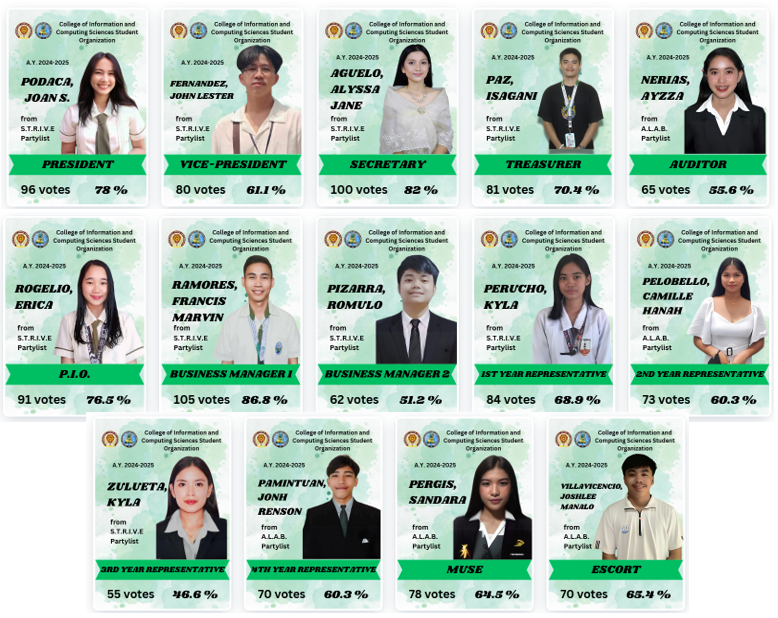 College of Information and
Computing Sciences Student
Organization
A.Y. 2024-2025
PODACA,
JOAN S.
from
S.T.R.I.V.E
Partylist
PRESIDENT
96 votes 78 %
College of Information and
Computing Sciences Student
Organization
A.Y. 2024-2025
FERNANDEZ,
JOHN LESTER
from
S.T.R.I.V.E
Partylist
VICE-PRESIDENT
80 votes 61.1 %
College of Information and
Computing Sciences Student
Organization
A.Y. 2024-2025
AGUELO,
ALYSSA
JANE
from
S.T.R.I.V.E
Partylist
SECRETARY
100 votes 82 %
College of Information and
Computing Sciences Student
Organization
A.Y. 2024-2025
PAZ,
ISAGANI
from
S.T.R.I.V.E
Partylist
TREASURER
81 votes 70.4 %
College of Information and
Computing Sciences Student
Organization
A.Y. 2024-2025
NERIAS,
AYZZA
from
A.L.A.B.
Partylist
AUDITOR
65 votes 55.6 %
College of Information and
Computing Sciences Student
Organization
A.Y. 2024-2025
ROGELIO,
ERICA
from
S.T.R.I.V.E
Partylist
P.I.O.
91 votes 76.5 %
College of Information and
Computing Sciences Student
Organization
A.Y. 2024-2025
RAMORES,
FRANCIS
MARVIN
from
S.T.R.I.V.E
Partylist
BUSINESS MANAGER 1
105 votes 86.8 %
College of Information and
Computing Sciences Student
Organization
A.Y. 2024-2025
PIZARRA,
ROMULO
from
S.T.R.I.V.E
Partylist
BUSINESS MANAGER 2
62 votes 51.2 %
College of Information and
Computing Sciences Student
Organization
A.Y. 2024-2025
PERUCHO,
KYLA
from
S.T.R.I.V.E
Partylist
1ST YEAR REPRESENTATIVE
84 votes 68.9 %
College of Information and
Computing Sciences Student
Organization
A.Y. 2024-2025
PELOBELLO,
CAMILLE
HANAH
from
A.L.A.B.
Partylist
2ND YEAR REPRESENTATIVE
73 votes 60.3 %
College of Information and
Computing Sciences Student
Organization
A.Y. 2024-2025
ZULUETA,
KYLA
from
S.T.R.I.V.E
Partylist
3RD YEAR REPRESENTATIVE
55 votes 46.6 %
College of Information and
Computing Sciences Student
Organization
A.Y. 2024-2025
PAMINTUAN,
JONH
RENSON
from
A.L.A.B.
Partylist
4TH YEAR REPRESENTATIVE
70 votes 60.3 %
College of Information and
Computing Sciences Student
Organization
A.Y. 2024-2025
PERGIS,
SANDARA
from
A.L.A.B.
Partylist
MUSE
78 votes 64.5 %
College of Information and
Computing Sciences Student
Organization
A.Y. 2024-2025
VILLAVICENCIO,
JOSHLEE
MANALO
from
A.L.A.B.
Partylist
ESCORT
70 votes 65.4 %